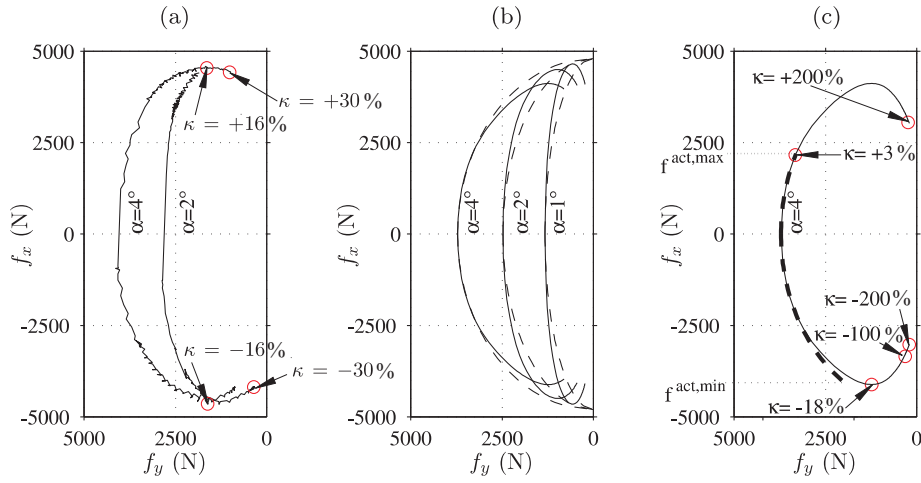 (a)
(b)
(c)
5000
2500
0
-2500
-5000
5000
2500
0
f_x (N)
f_y (N)
α=4°
α=2°
κ = +30 %
κ = +16 %
κ = −16 %
κ = −30 %
5000
2500
0
-2500
-5000
5000
2500
0
f_x (N)
f_y (N)
α=4°
α=2°
α=1°
5000
2500
f^act,max
0
-2500
f^act,min
-5000
5000
2500
0
f_x (N)
f_y (N)
κ= +200%
κ= +3 %
α=4°
κ= -200%
κ= -100%
κ= -18%